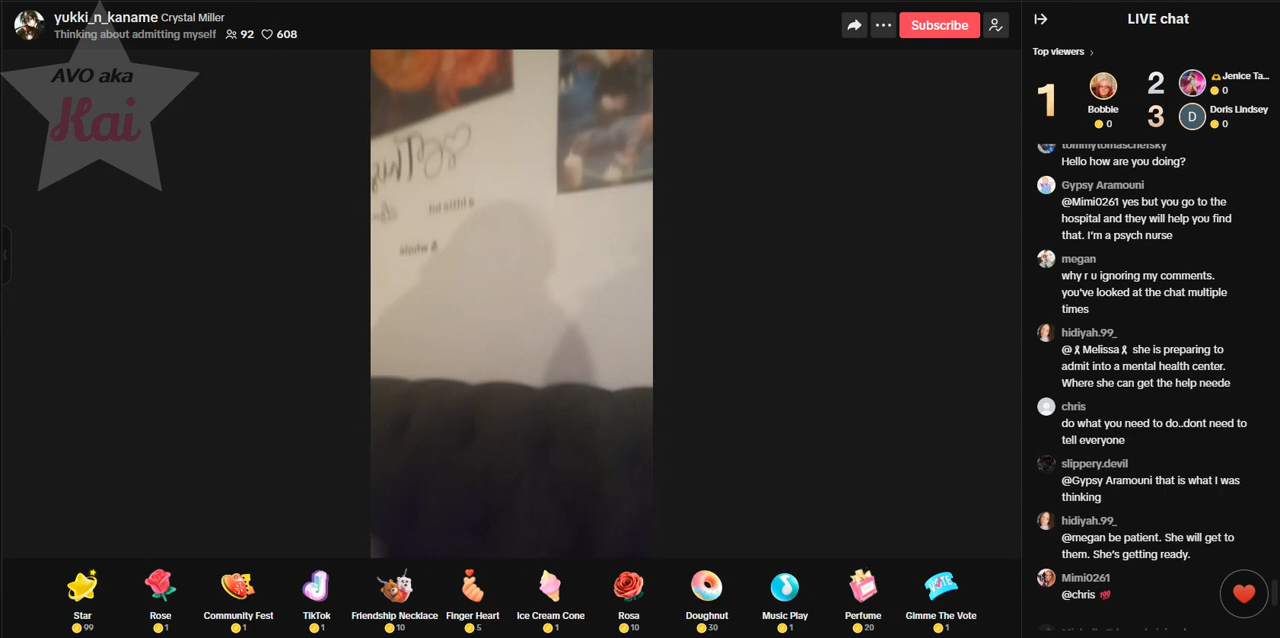 yukki_n_kaname Crystal Miller
Thinking about admitting myself 92 608
Subscribe
AVO aka
Kai
LIVE chat
Top viewers
1
Bobbie
0
2
Jenice Ta...
0
3
D
Doris Lindsey
0
tommytomaschefsky
Hello how are you doing?
Gypsy Aramouni
@Mimi0261 yes but you go to the
hospital and they will help you find
that. I'm a psych nurse
megan
why r u ignoring my comments.
you've looked at the chat multiple
times
hidiyah.99_
@🎗Melissa🎗 she is preparing to
admit into a mental health center.
Where she can get the help neede
chris
do what you need to do..dont need to
tell everyone
slippery.devil
@Gypsy Aramouni that is what I was
thinking
hidiyah.99_
@megan be patient. She will get to
them. She's getting ready.
Mimi0261
@chris 💯
a little bit
& whole
Star
99
Rose
1
Community Fest
1
TikTok
1
Friendship Necklace
10
Finger Heart
5
Ice Cream Cone
1
Rosa
10
Doughnut
30
Music Play
1
Perfume
20
VOTE
Gimme The Vote
1